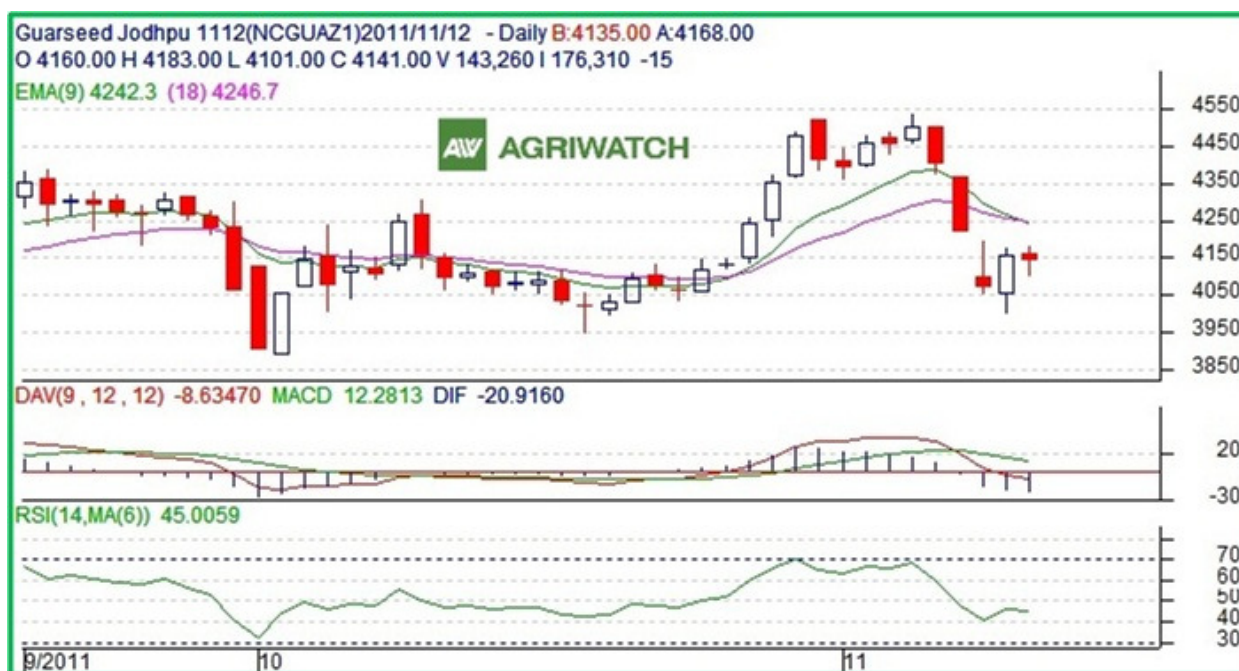 Guarseed Jodhpu 1112(NCGUAZ1)2011/11/12 - Daily B:4135.00 A:4168.00
O 4160.00 H 4183.00 L 4101.00 C 4141.00 V 143,260 I 176,310 -15
EMA(9) 4242.3 (18) 4246.7
AW AGRIWATCH
4550
4450
4350
4250
4150
4050
3950
3850
DAV(9 , 12 , 12) -8.63470 MACD 12.2813 DIF -20.9160
20
-30
RSI(14,MA(6)) 45.0059
70
60
50
40
30
9/2011 10 11